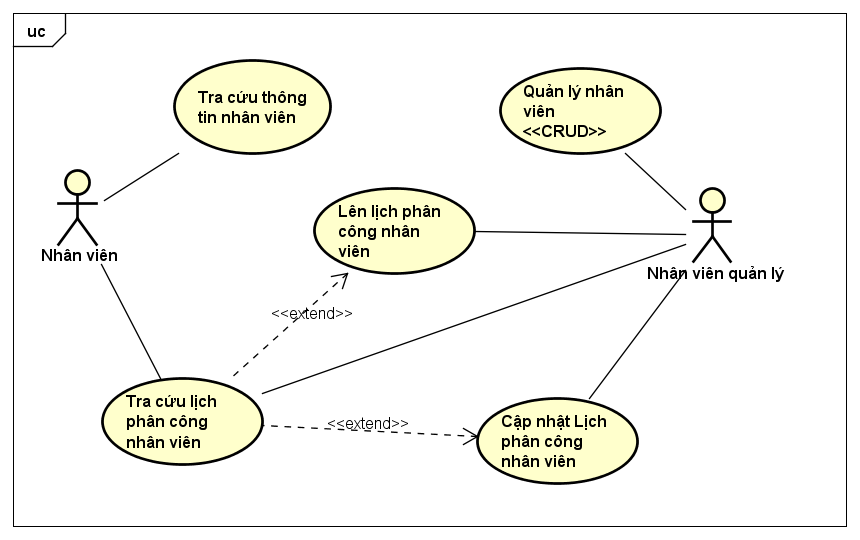 uc
Tra cứu thông
tin nhân viên
Quản lý nhân
viên
<<CRUD>>
Nhân viên
Lên lịch phân
công nhân
viên
Nhân viên quản lý
<<extend>>
Tra cứu lịch
phân công
nhân viên
<<extend>>
Cập nhật Lịch
phân công
nhân viên